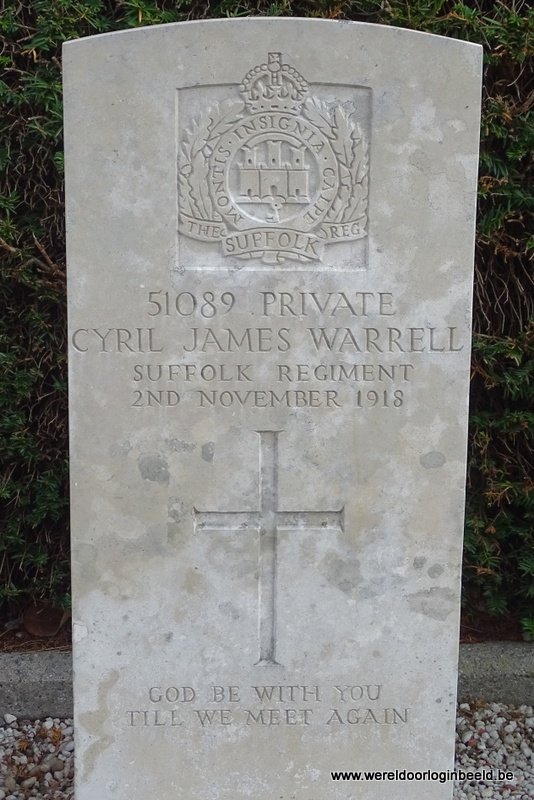 MONTIS INSIGNIA CALPE
THE SUFFOLK REG
51089 PRIVATE
CYRIL JAMES WARRELL
SUFFOLK REGIMENT
2ND NOVEMBER 1918
GOD BE WITH YOU
TILL WE MEET AGAIN
www.wereldoorloginbeeld.be